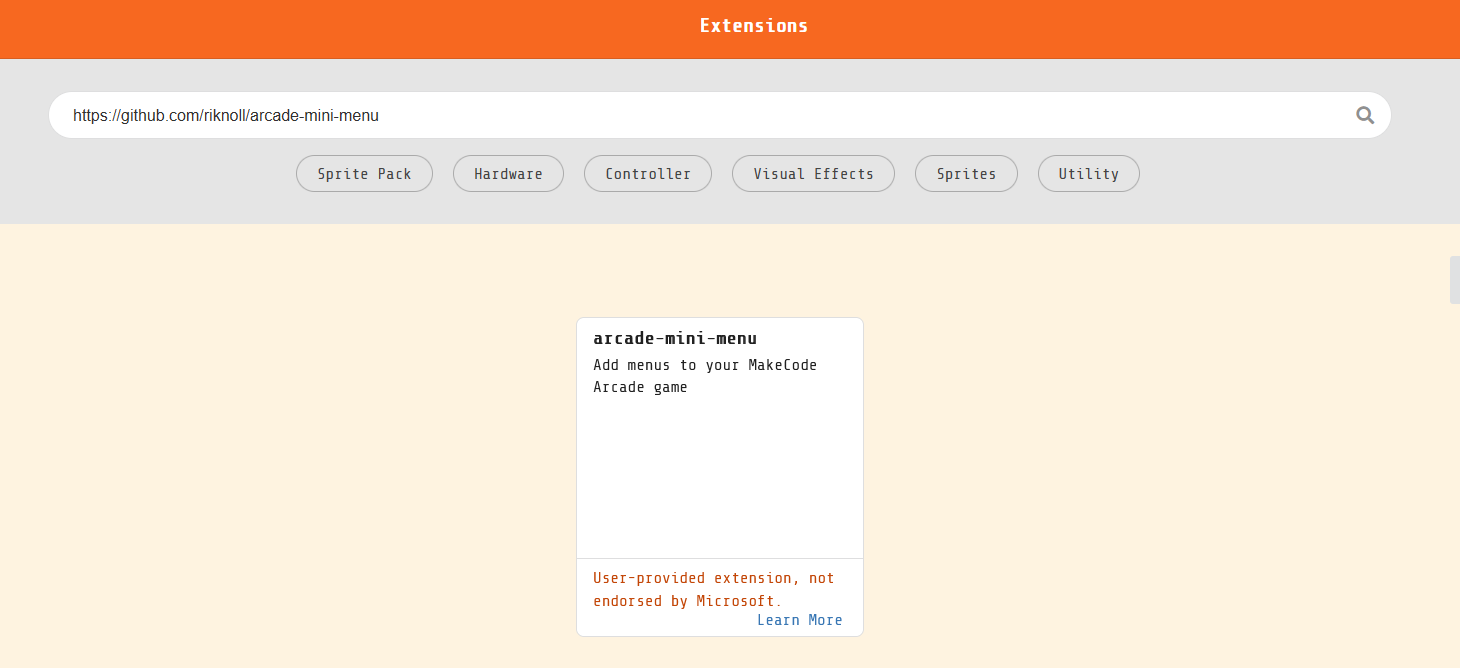 Extensions
https://github.com/riknoll/arcade-mini-menu
Sprite Pack
Hardware
Controller
Visual Effects
Sprites
Utility
arcade-mini-menu
Add menus to your MakeCode
Arcade game
User-provided extension, not
endorsed by Microsoft.
Learn More